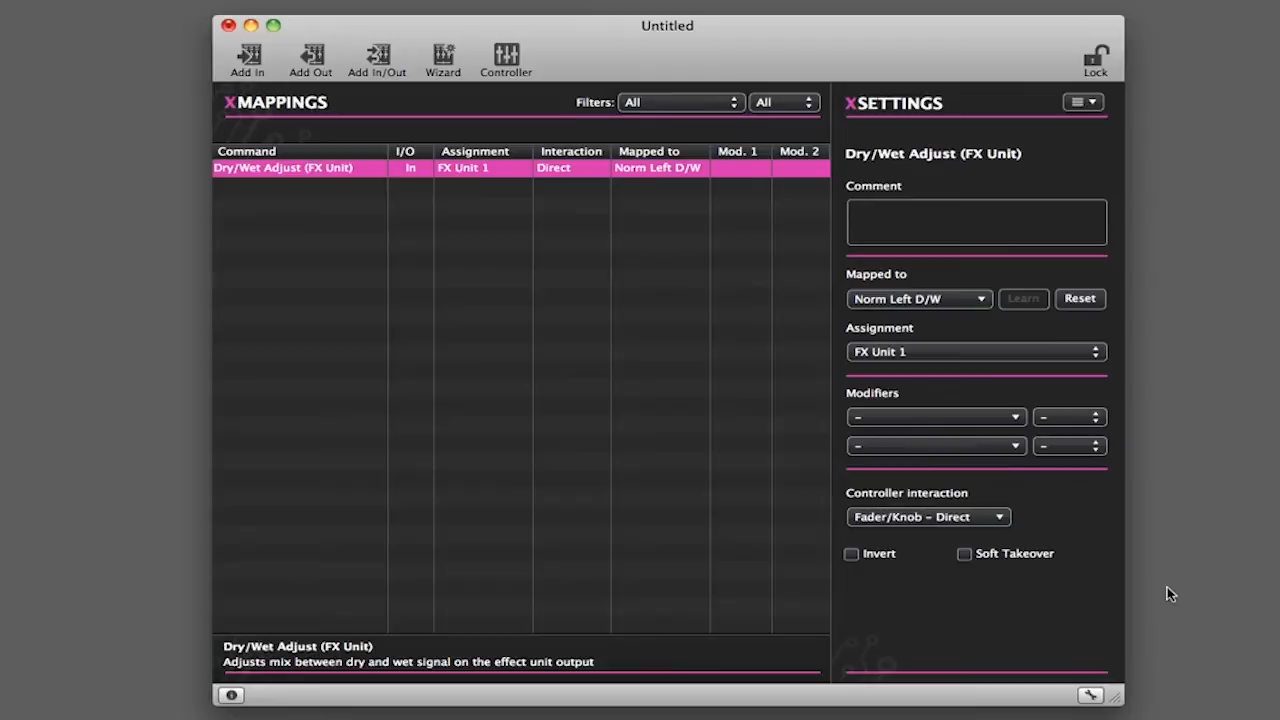 Untitled
Add In Add Out Add In/Out Wizard Controller Lock
XMAPPINGS Filters: All All
Command I/O Assignment Interaction Mapped to Mod. 1 Mod. 2
Dry/Wet Adjust (FX Unit) In FX Unit 1 Direct Norm Left D/W
Dry/Wet Adjust (FX Unit)
Adjusts mix between dry and wet signal on the effect unit output
XSETTINGS
Dry/Wet Adjust (FX Unit)
Comment
Mapped to
Norm Left D/W Learn Reset
Assignment
FX Unit 1
Modifiers
– –
– –
Controller interaction
Fader/Knob – Direct
Invert Soft Takeover